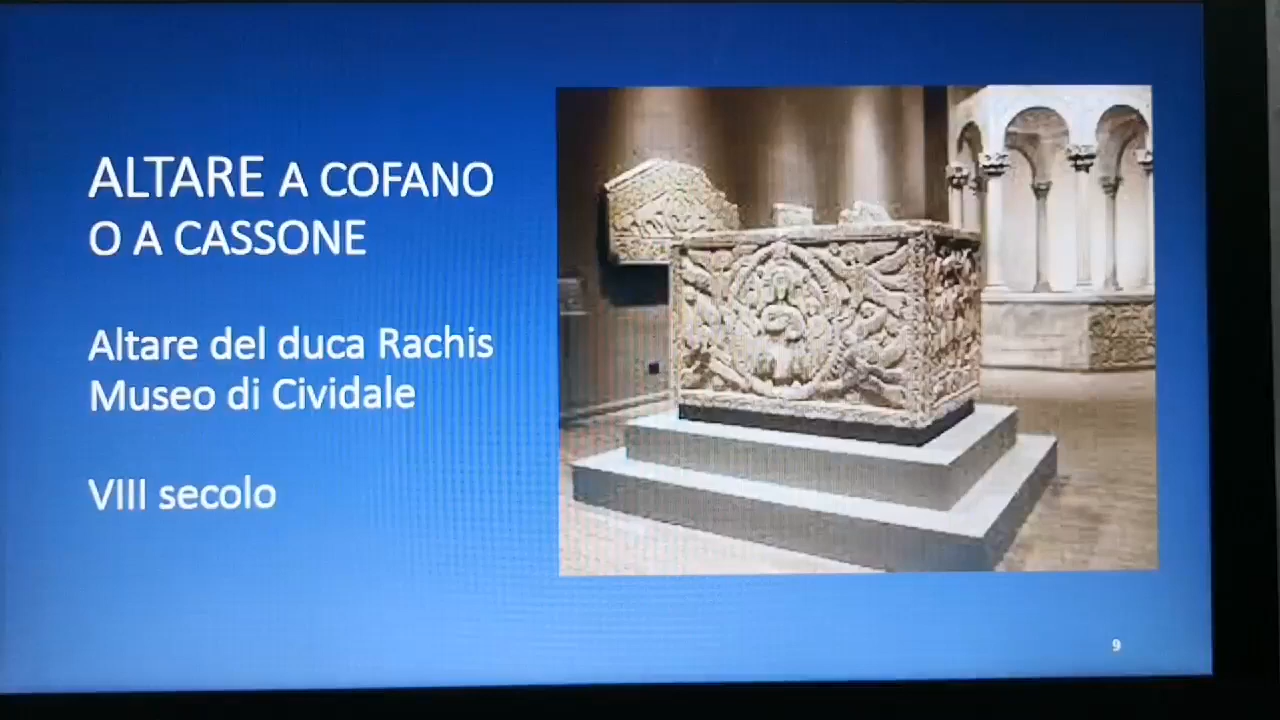 ALTARE A COFANO
O A CASSONE
Altare del duca Rachis
Museo di Cividale
VIII secolo
9